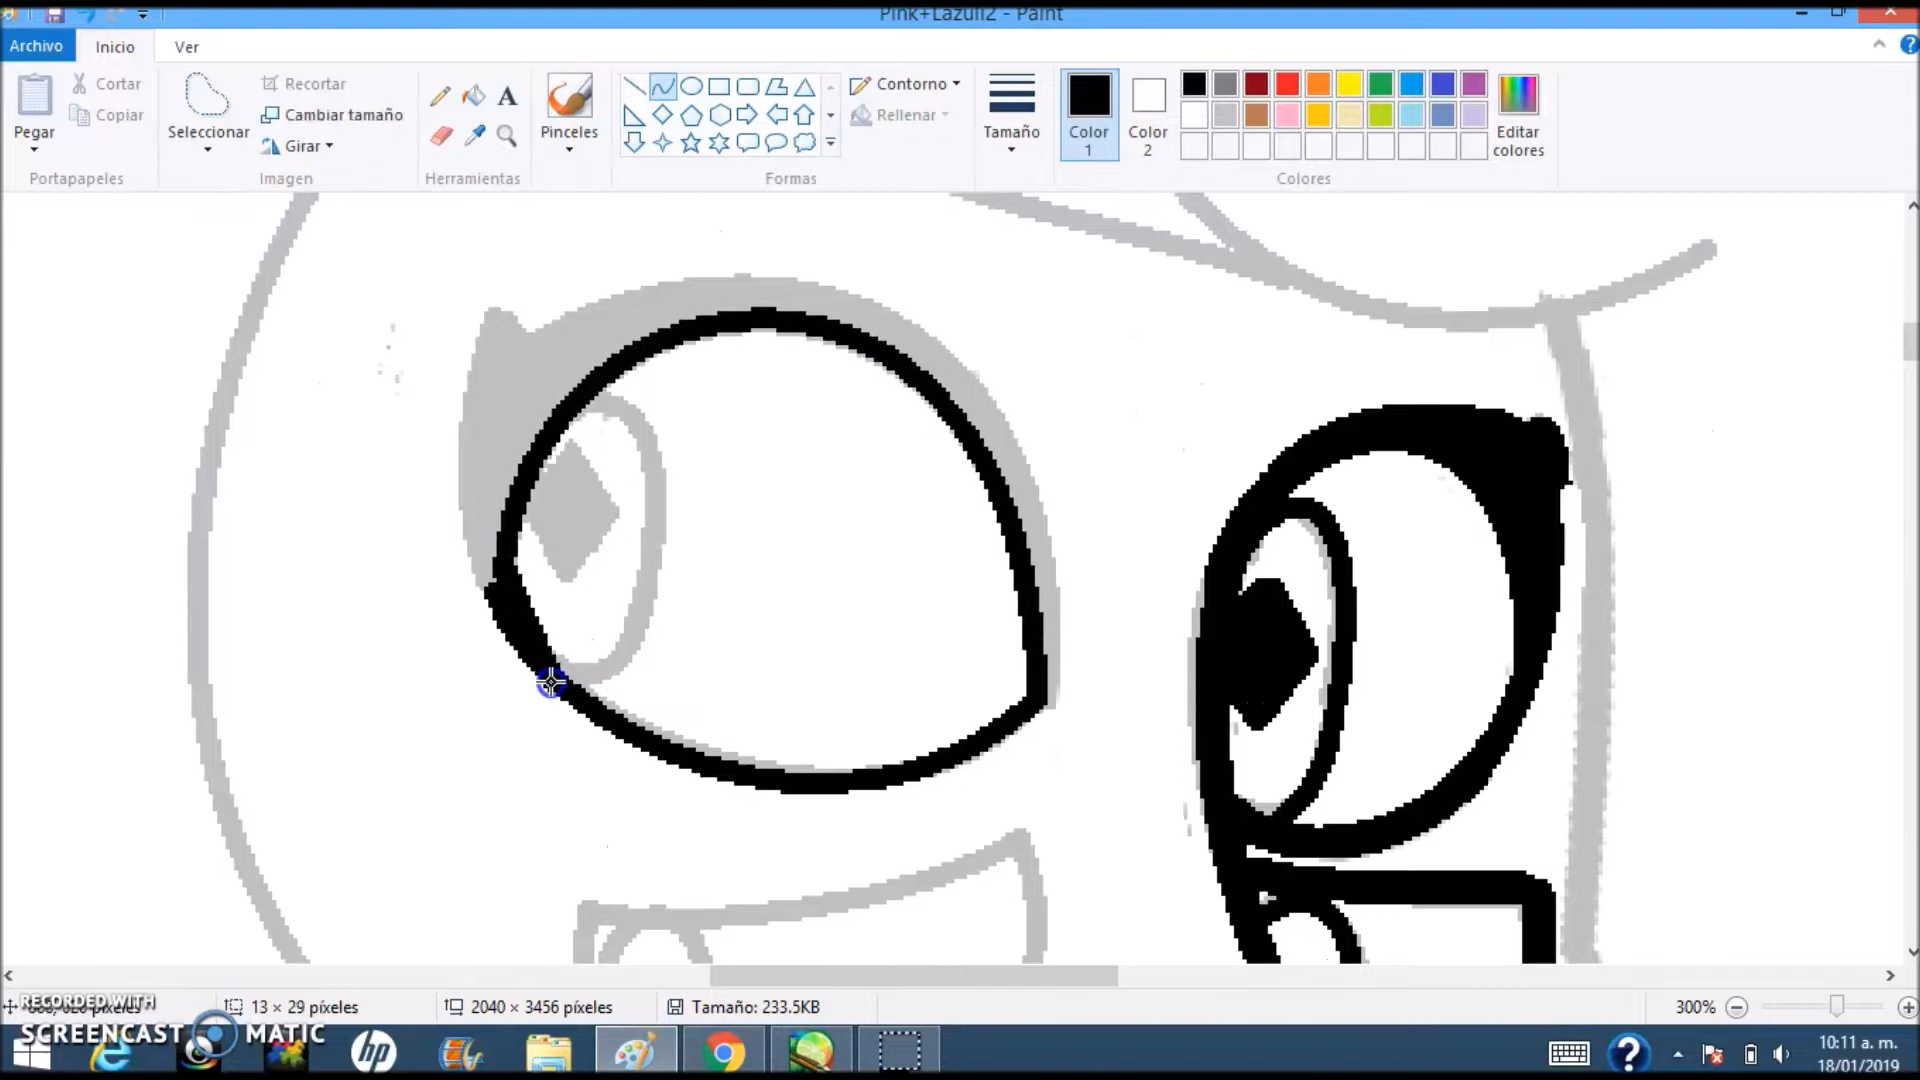 Pink+Lazuli2 - Paint
Archivo
Inicio
Ver
Pegar
Cortar
Copiar
Portapapeles
Seleccionar
Recortar
Cambiar tamaño
Girar
Imagen
A
Herramientas
Pinceles
Contorno
Rellenar
Formas
Tamaño
Color
1
Color
2
Editar
colores
Colores
13 × 29 píxeles
2040 × 3456 píxeles
Tamaño: 233.5KB
300%
RECORDED WITH
SCREENCAST MATIC
hp
10:11 a. m.
18/01/2019